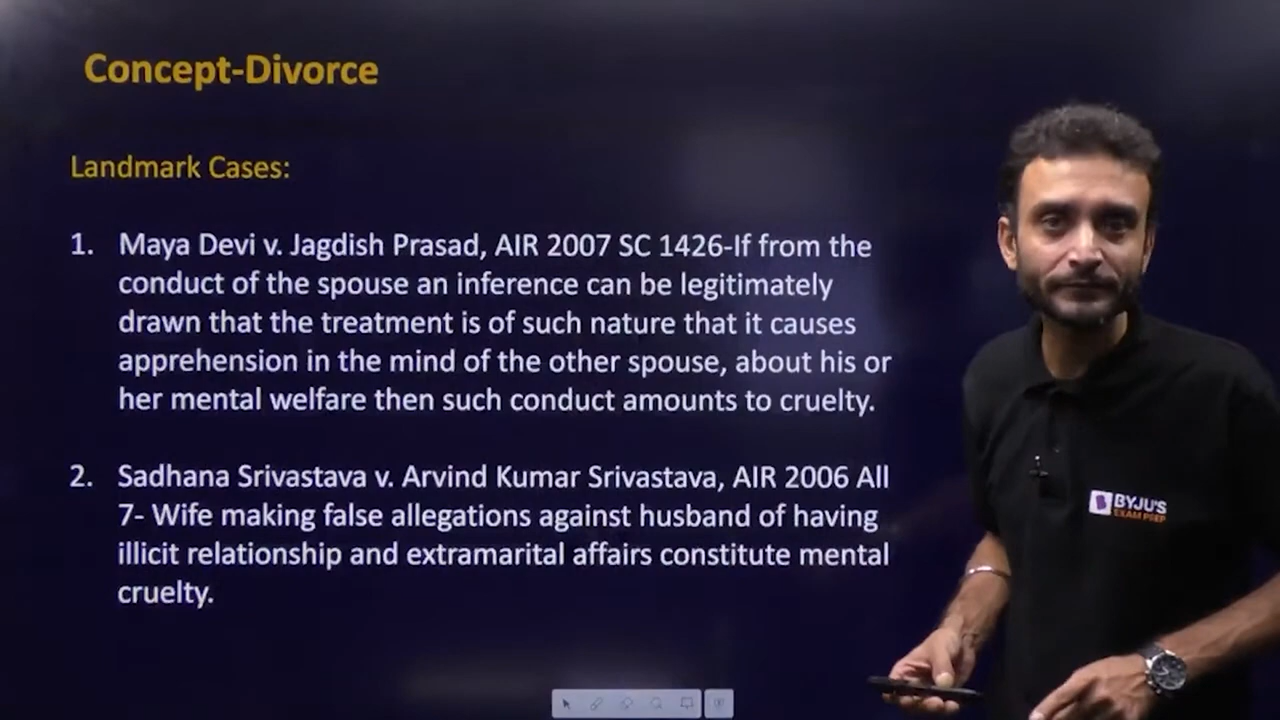 Concept-Divorce
Landmark Cases:
1. Maya Devi v. Jagdish Prasad, AIR 2007 SC 1426-If from the
conduct of the spouse an inference can be legitimately
drawn that the treatment is of such nature that it causes
apprehension in the mind of the other spouse, about his or
her mental welfare then such conduct amounts to cruelty.
2. Sadhana Srivastava v. Arvind Kumar Srivastava, AIR 2006 All
7- Wife making false allegations against husband of having
illicit relationship and extramarital affairs constitute mental
cruelty.
BYJU'S
EXAM PREP